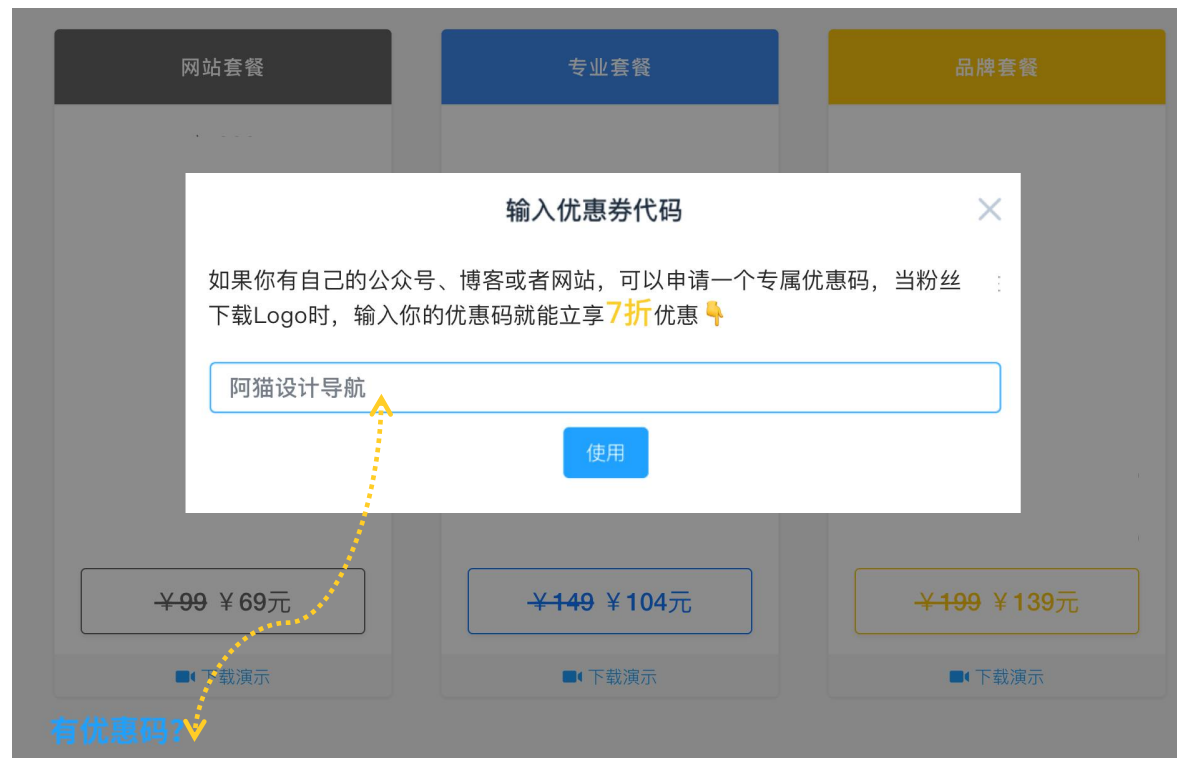 网站套餐
专业套餐
品牌套餐
输入优惠券代码
如果你有自己的公众号、博客或者网站，可以申请一个专属优惠码，当粉丝
下载Logo时，输入你的优惠码就能立享7折优惠👇
阿猫设计导航
使用
￥99 ￥69元
￥149 ￥104元
￥199 ￥139元
下载演示
下载演示
下载演示
有优惠码?